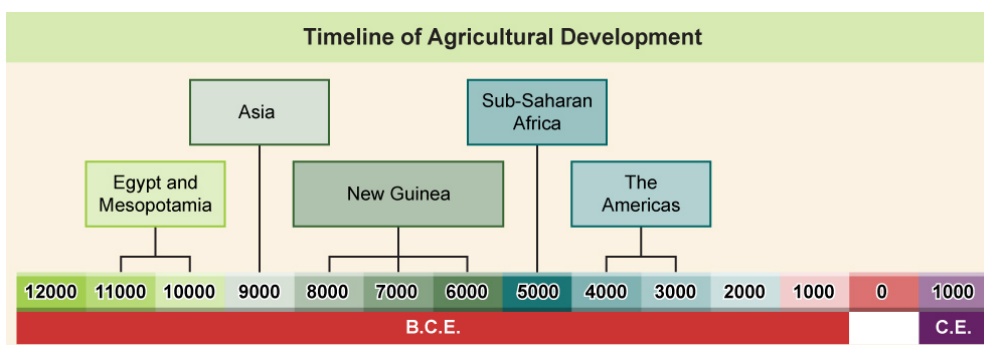 Timeline of Agricultural Development
Asia
Sub-Saharan
Africa
Egypt and
Mesopotamia
New Guinea
The
Americas
12000 11000 10000 9000 8000 7000 6000 5000 4000 3000 2000 1000 0 1000
B.C.E. C.E.